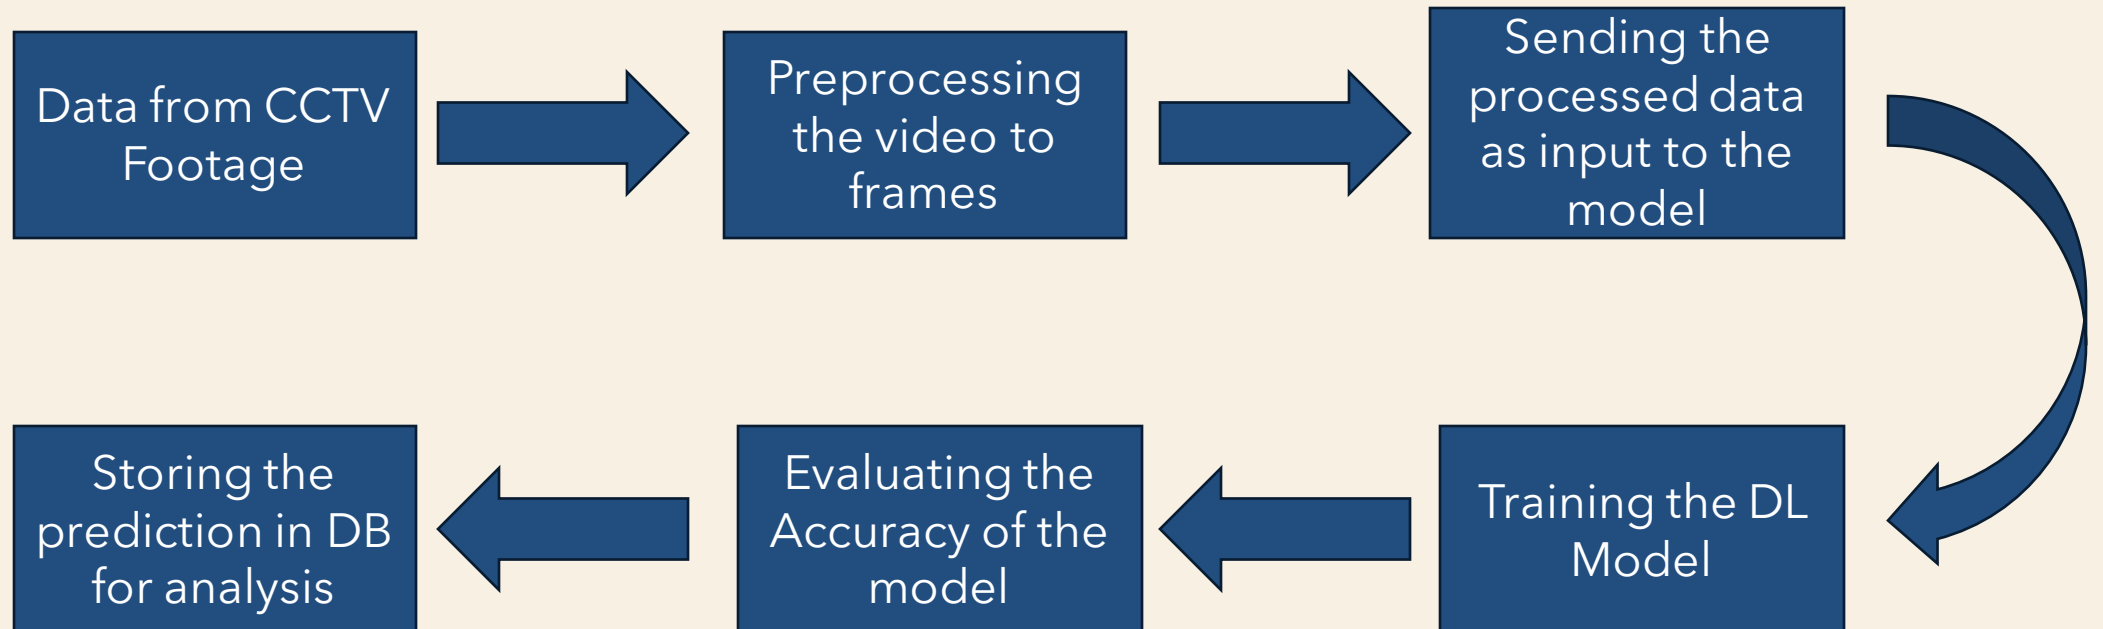 Data from CCTV
Footage
Preprocessing
the video to
frames
Sending the
processed data
as input to the
model
Training the DL
Model
Evaluating the
Accuracy of the
model
Storing the
prediction in DB
for analysis